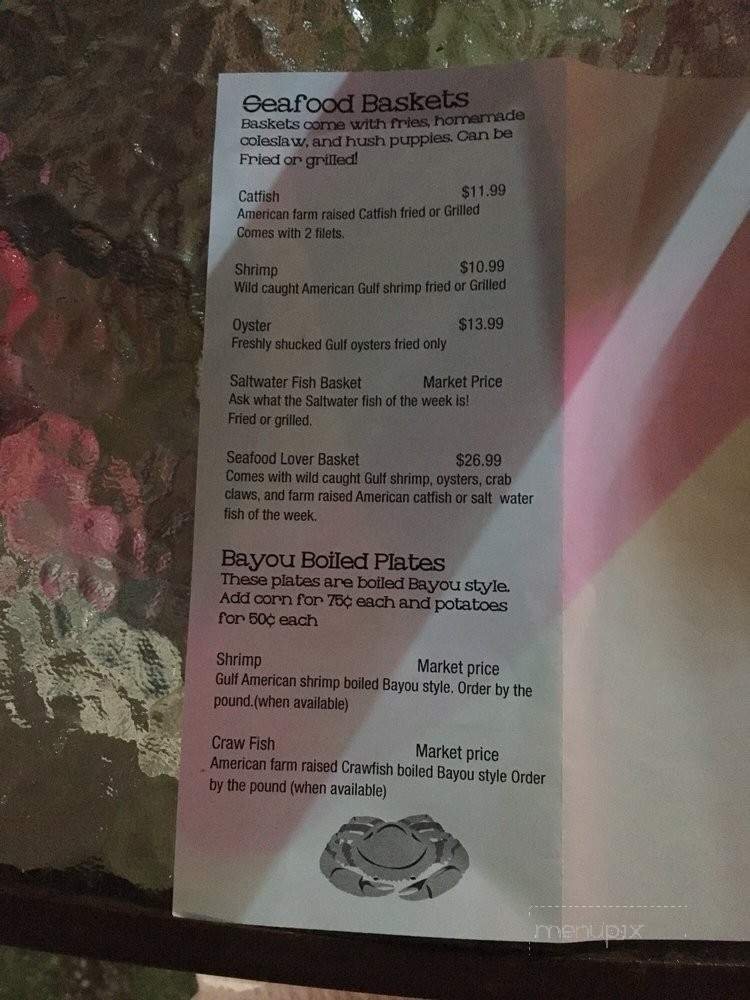 Seafood Baskets
Baskets come with fries, homemade
coleslaw, and hush puppies. Can be
Fried or grilled!
Catfish $11.99
American farm raised Catfish fried or Grilled
Comes with 2 filets.
Shrimp $10.99
Wild caught American Gulf shrimp fried or Grilled
Oyster $13.99
Freshly shucked Gulf oysters fried only
Saltwater Fish Basket Market Price
Ask what the Saltwater fish of the week is!
Fried or grilled.
Seafood Lover Basket $26.99
Comes with wild caught Gulf shrimp, oysters, crab
claws, and farm raised American catfish or salt water
fish of the week.
Bayou Boiled Plates
These plates are boiled Bayou style.
Add corn for 75¢ each and potatoes
for 50¢ each
Shrimp Market price
Gulf American shrimp boiled Bayou style. Order by the
pound.(when available)
Craw Fish Market price
American farm raised Crawfish boiled Bayou style Order
by the pound (when available)
menupix